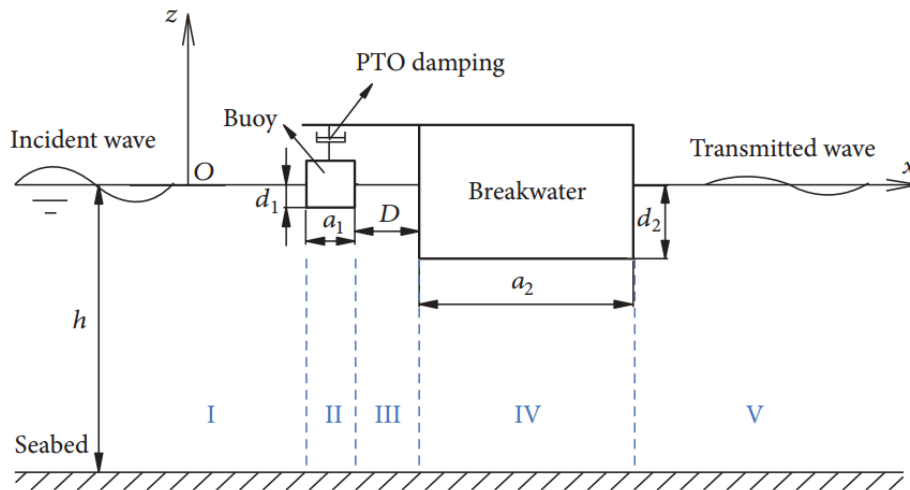 z
PTO damping
Buoy
Incident wave
O
Transmitted wave
x
Breakwater
d₁
a₁
D
d₂
a₂
h
I
II
III
IV
V
Seabed